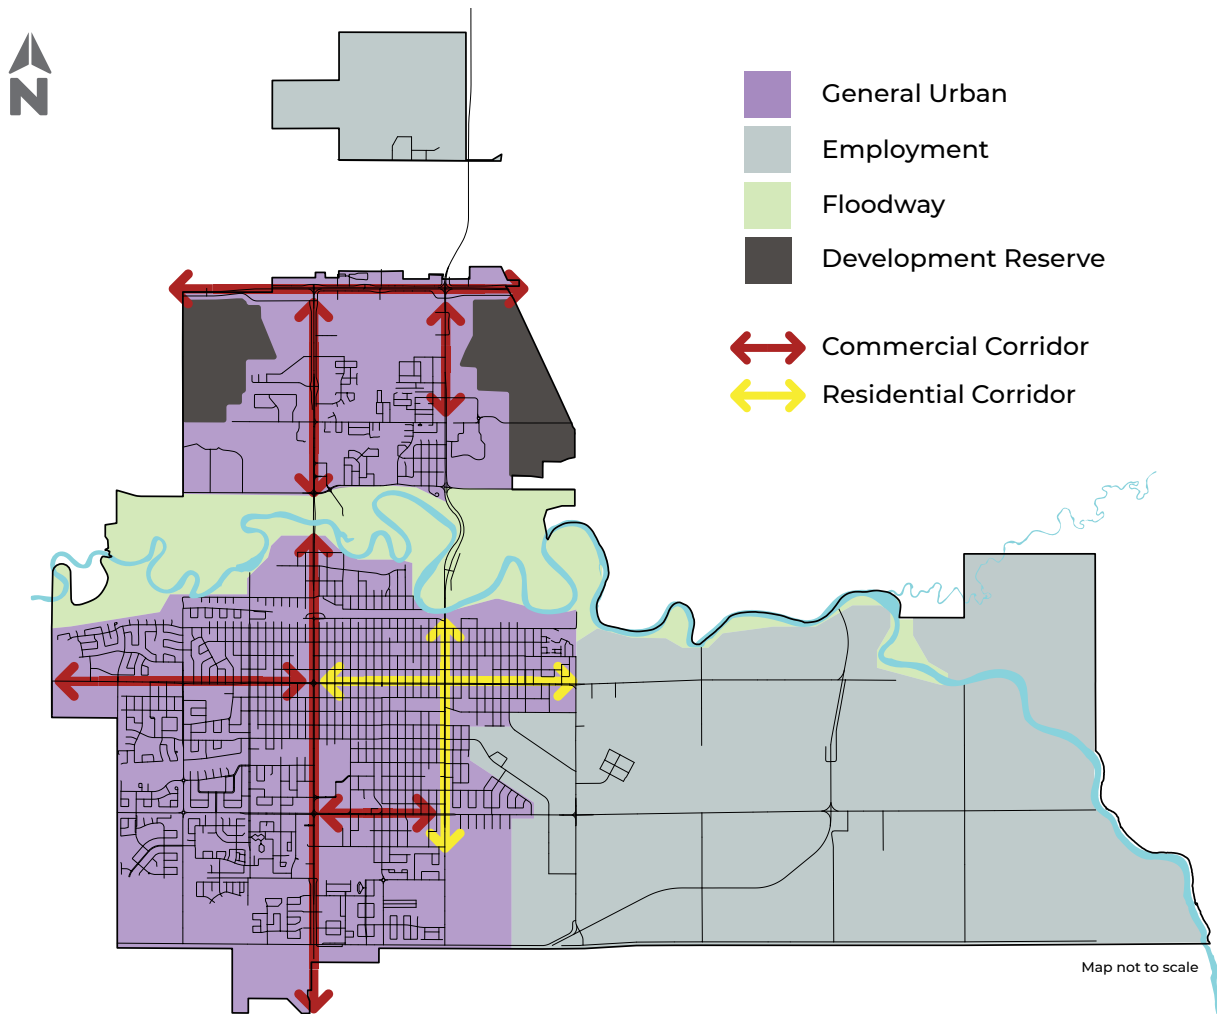 N
General Urban
Employment
Floodway
Development Reserve
Commercial Corridor
Residential Corridor
Map not to scale